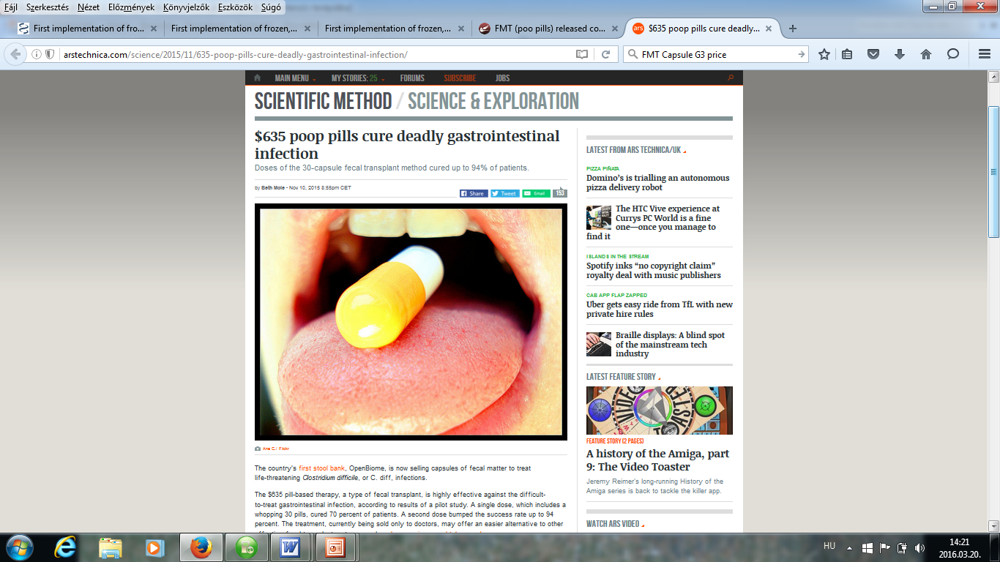 Fájl Szerkesztés Nézet Előzmények Könyvjelzők Eszközök Súgó
First implementation of fro...
First implementation of frozen,...
First implementation of frozen,...
FMT (poo pills) released co...
ars $635 poop pills cure deadly...
arstechnica.com/science/2015/11/635-poop-pills-cure-deadly-gastrointestinal-infection/
FMT Capsule G3 price
MAIN MENU
MY STORIES: 25
FORUMS
SUBSCRIBE
JOBS
SCIENTIFIC METHOD / SCIENCE & EXPLORATION
$635 poop pills cure deadly gastrointestinal
infection
Doses of the 30-capsule fecal transplant method cured up to 94% of patients.
by Beth Mole - Nov 10, 2015 8:55pm CET
Share
Tweet
Email
153
Ana C./ Flickr
The country's first stool bank, OpenBiome, is now selling capsules of fecal matter to treat
life-threatening Clostridium difficile, or C. diff, infections.
The $635 pill-based therapy, a type of fecal transplant, is highly effective against the difficult-
to-treat gastrointestinal infection, according to results of a pilot study. A single dose, which includes a
whopping 30 pills, cured 70 percent of patients. A second dose bumped the success rate up to 94
percent. The treatment, currently being sold only to doctors, may offer an easier alternative to other
LATEST FROM ARS TECHNICA/UK
PIZZA PIÑATA
Domino's is trialling an autonomous
pizza delivery robot
The HTC Vive experience at
Currys PC World is a fine
one—once you manage to
find it
ISLANDS IN THE STREAM
Spotify inks “no copyright claim”
royalty deal with music publishers
CAB APP FLAP ZAPPED
Uber gets easy ride from TfL with new
private hire rules
Braille displays: A blind spot
of the mainstream tech
industry
LATEST FEATURE STORY
FEATURE STORY (2 PAGES)
A history of the Amiga, part
9: The Video Toaster
Jeremy Reimer's long-running History of the
Amiga series is back to tackle the killer app.
WATCH ARS VIDEO
HU
14:21
2016.03.20.